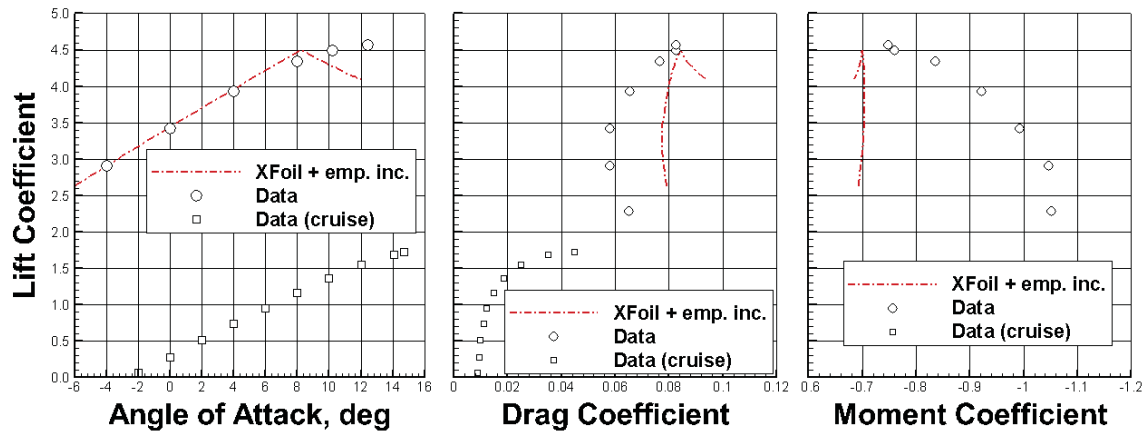 Lift Coefficient
5.0
4.5
4.0
3.5
3.0
2.5
2.0
1.5
1.0
0.5
0.0
-6 -4 -2 0 2 4 6 8 10 12 14 16
Angle of Attack, deg
XFoil + emp. inc.
Data
Data (cruise)
0 0.02 0.04 0.06 0.08 0.1 0.12
Drag Coefficient
XFoil + emp. inc.
Data
Data (cruise)
0.6 -0.7 -0.8 -0.9 -1 -1.1 -1.2
Moment Coefficient
XFoil + emp. inc.
Data
Data (cruise)